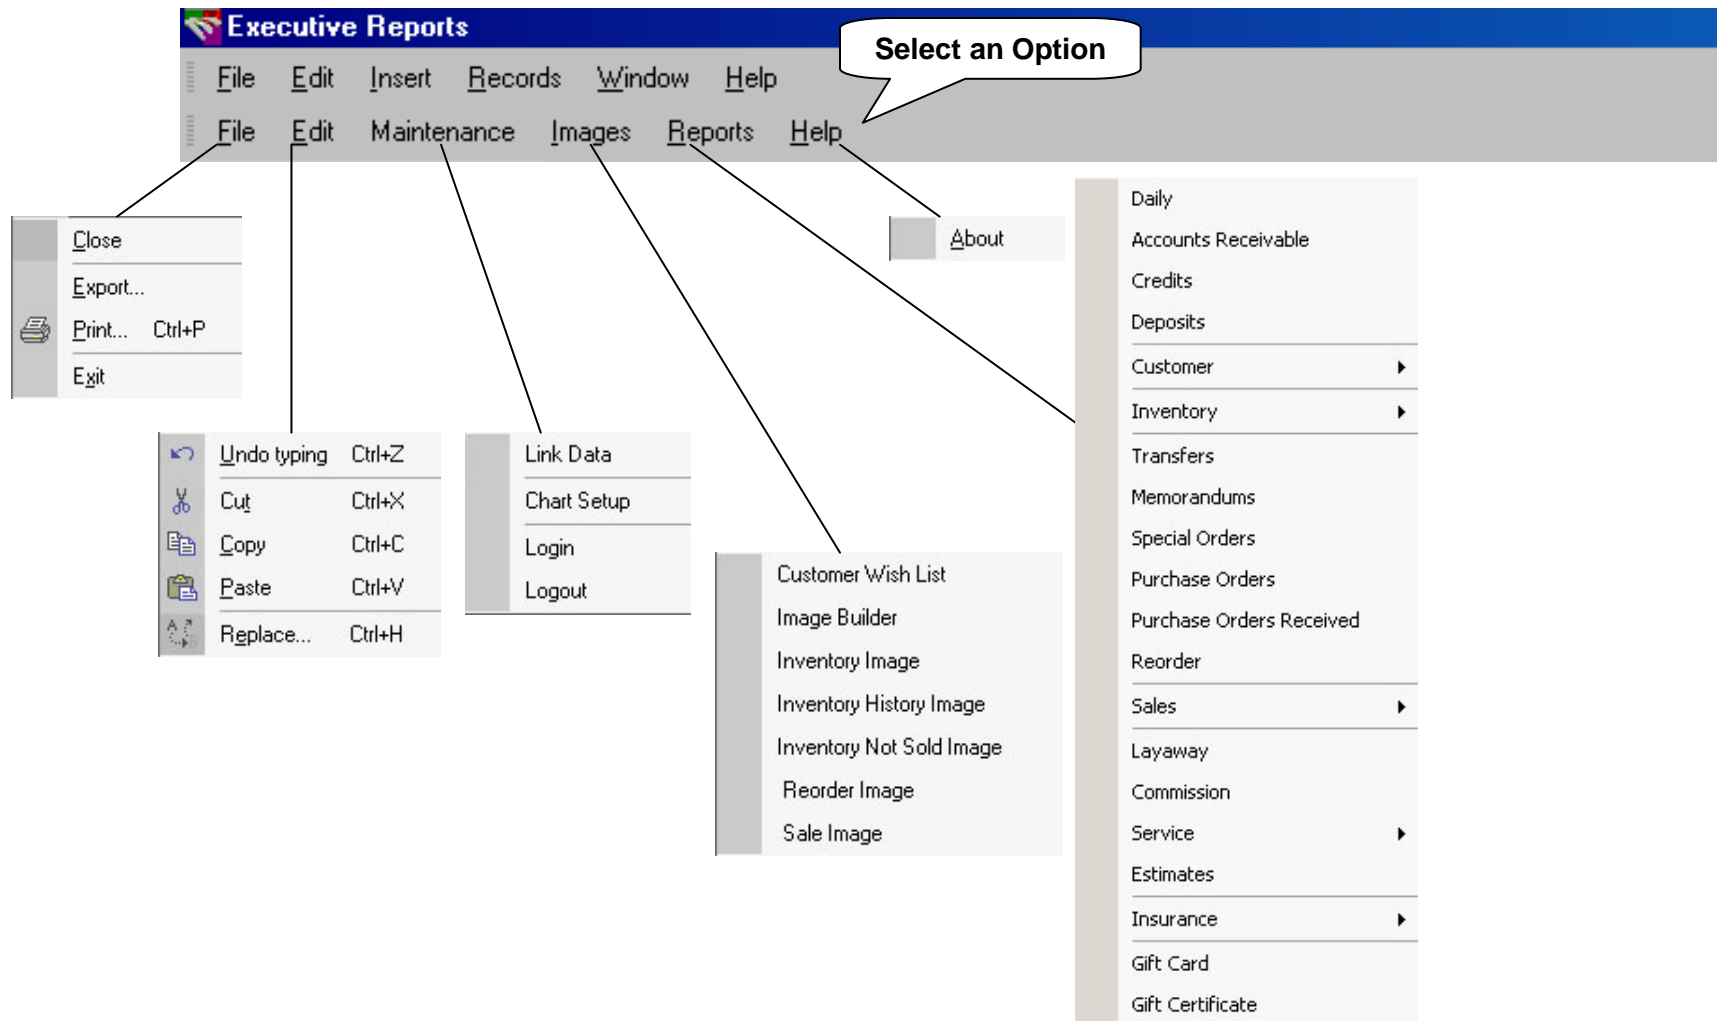 Executive Reports
Select an Option
File Edit Insert Records Window Help
File Edit Maintenance Images Reports Help
Close
Export...
Print... Ctrl+P
Exit
Undo typing Ctrl+Z
Cut Ctrl+X
Copy Ctrl+C
Paste Ctrl+V
Replace... Ctrl+H
Link Data
Chart Setup
Login
Logout
Customer Wish List
Image Builder
Inventory Image
Inventory History Image
Inventory Not Sold Image
Reorder Image
Sale Image
About
Daily
Accounts Receivable
Credits
Deposits
Customer
Inventory
Transfers
Memorandums
Special Orders
Purchase Orders
Purchase Orders Received
Reorder
Sales
Layaway
Commission
Service
Estimates
Insurance
Gift Card
Gift Certificate